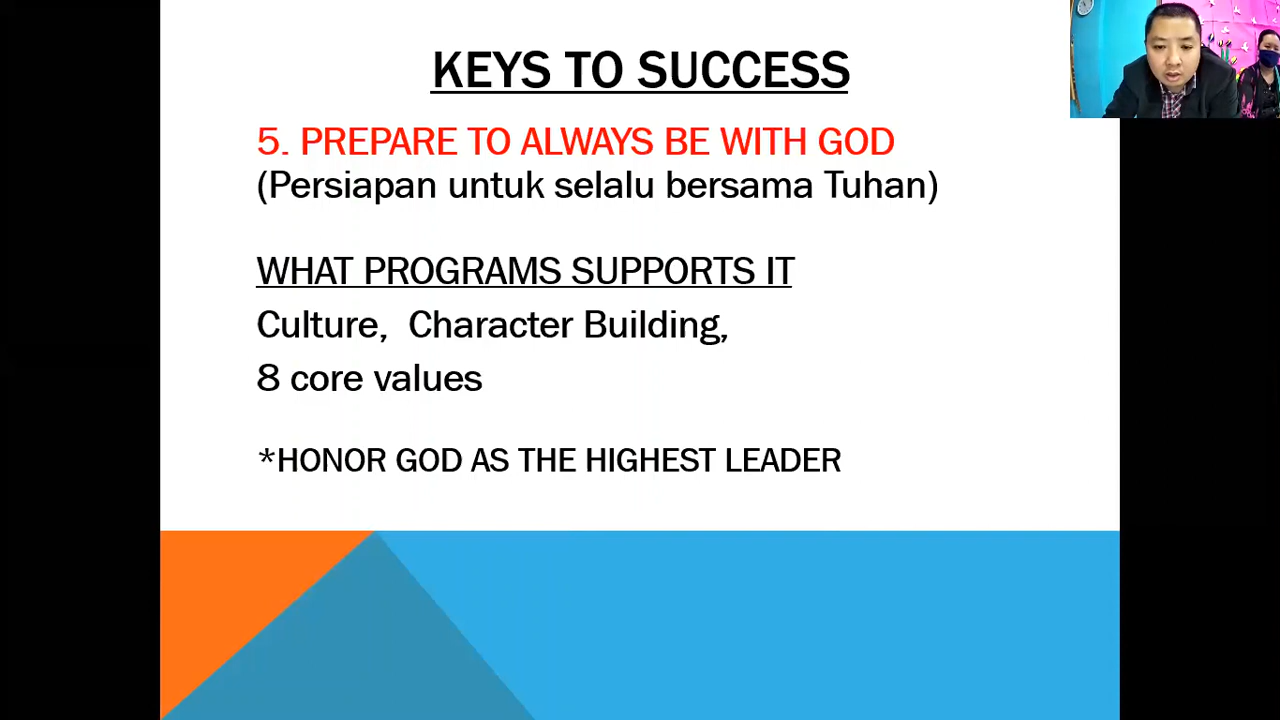 KEYS TO SUCCESS
5. PREPARE TO ALWAYS BE WITH GOD
(Persiapan untuk selalu bersama Tuhan)
WHAT PROGRAMS SUPPORTS IT
Culture,  Character Building,
8 core values
*HONOR GOD AS THE HIGHEST LEADER